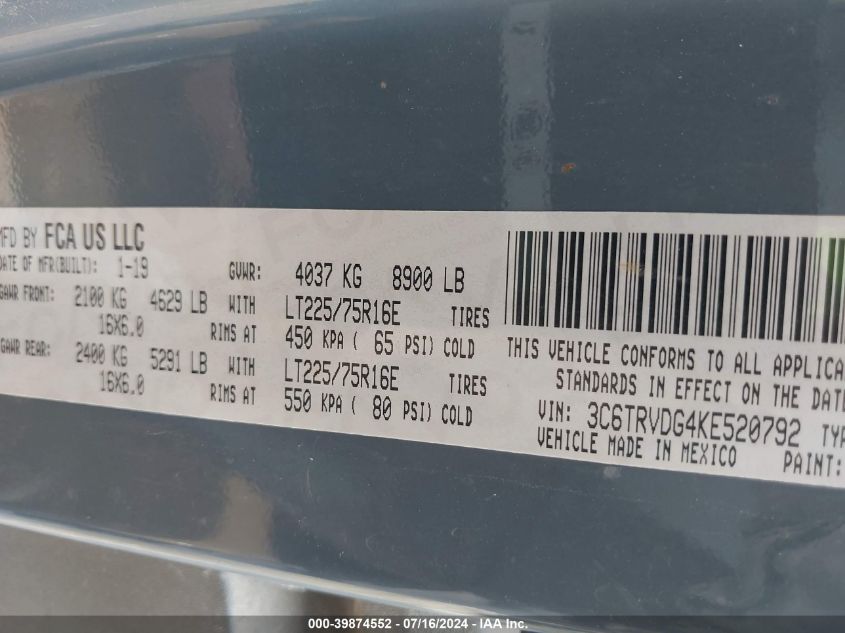 MFD BY FCA US LLC
DATE OF MFR(BUILT): 1-19 GVWR: 4037 KG 8900 LB
GAWR FRONT: 2100 KG 4629 LB WITH LT225/75R16E TIRES
16X6.0 RIMS AT 450 KPA ( 65 PSI) COLD
GAWR REAR: 2400 KG 5291 LB WITH LT225/75R16E TIRES
16X6.0 RIMS AT 550 KPA ( 80 PSI) COLD
THIS VEHICLE CONFORMS TO ALL APPLICA
STANDARDS IN EFFECT ON THE DAT
VIN: 3C6TRVDG4KE520792 TYP
VEHICLE MADE IN MEXICO PAINT:
000-39874552 - 07/16/2024 - IAA Inc.